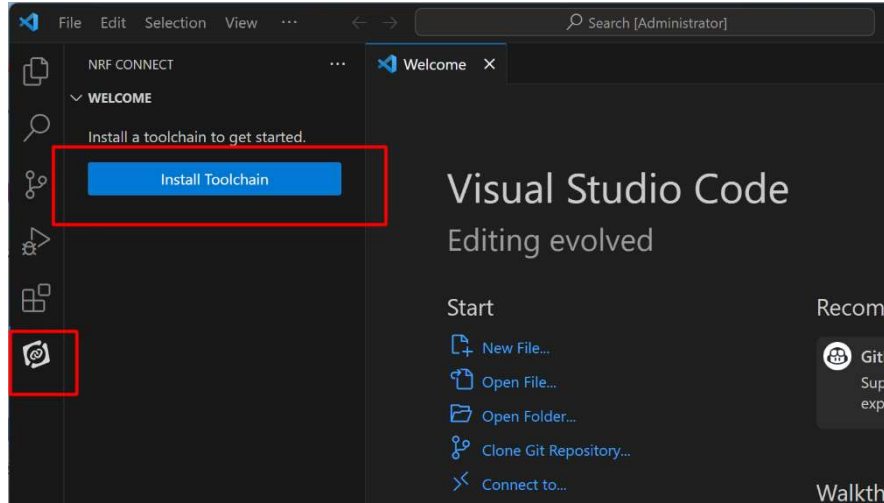 File Edit Selection View ···
Search [Administrator]
NRF CONNECT ···
WELCOME
Install a toolchain to get started.
Install Toolchain
Welcome
Visual Studio Code
Editing evolved
Start
New File...
Open File...
Open Folder...
Clone Git Repository...
Connect to...
Recom
Git
Sup
exp
Walkth